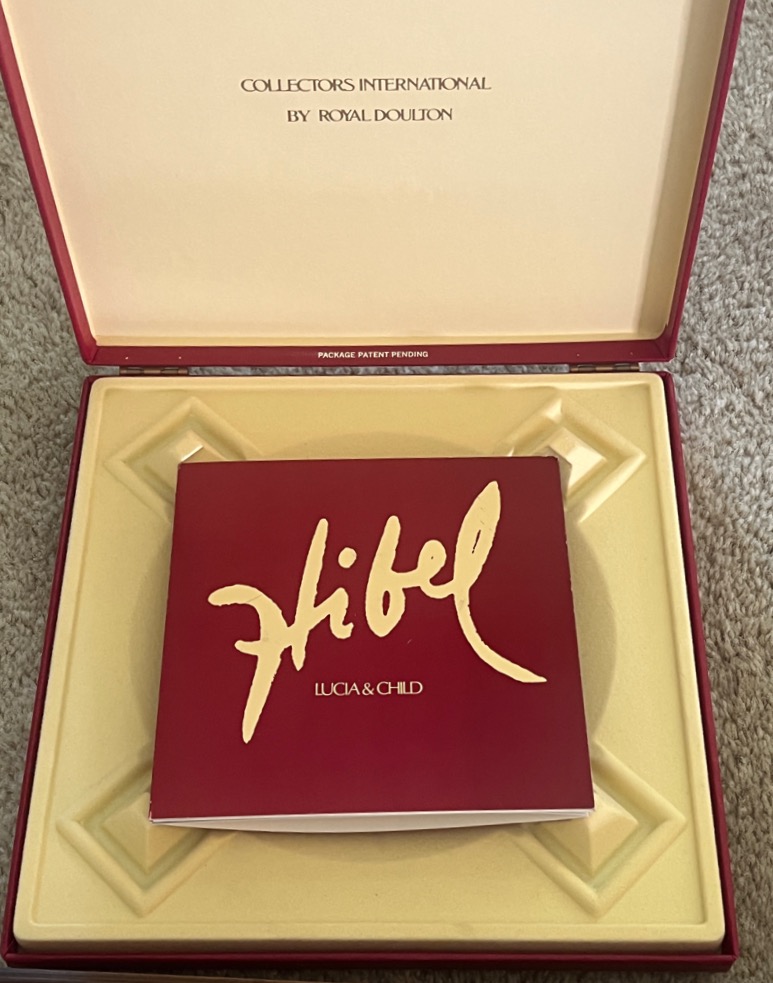 COLLECTORS INTERNATIONAL
BY ROYAL DOULTON
PACKAGE PATENT PENDING
Hibel
LUCIA & CHILD